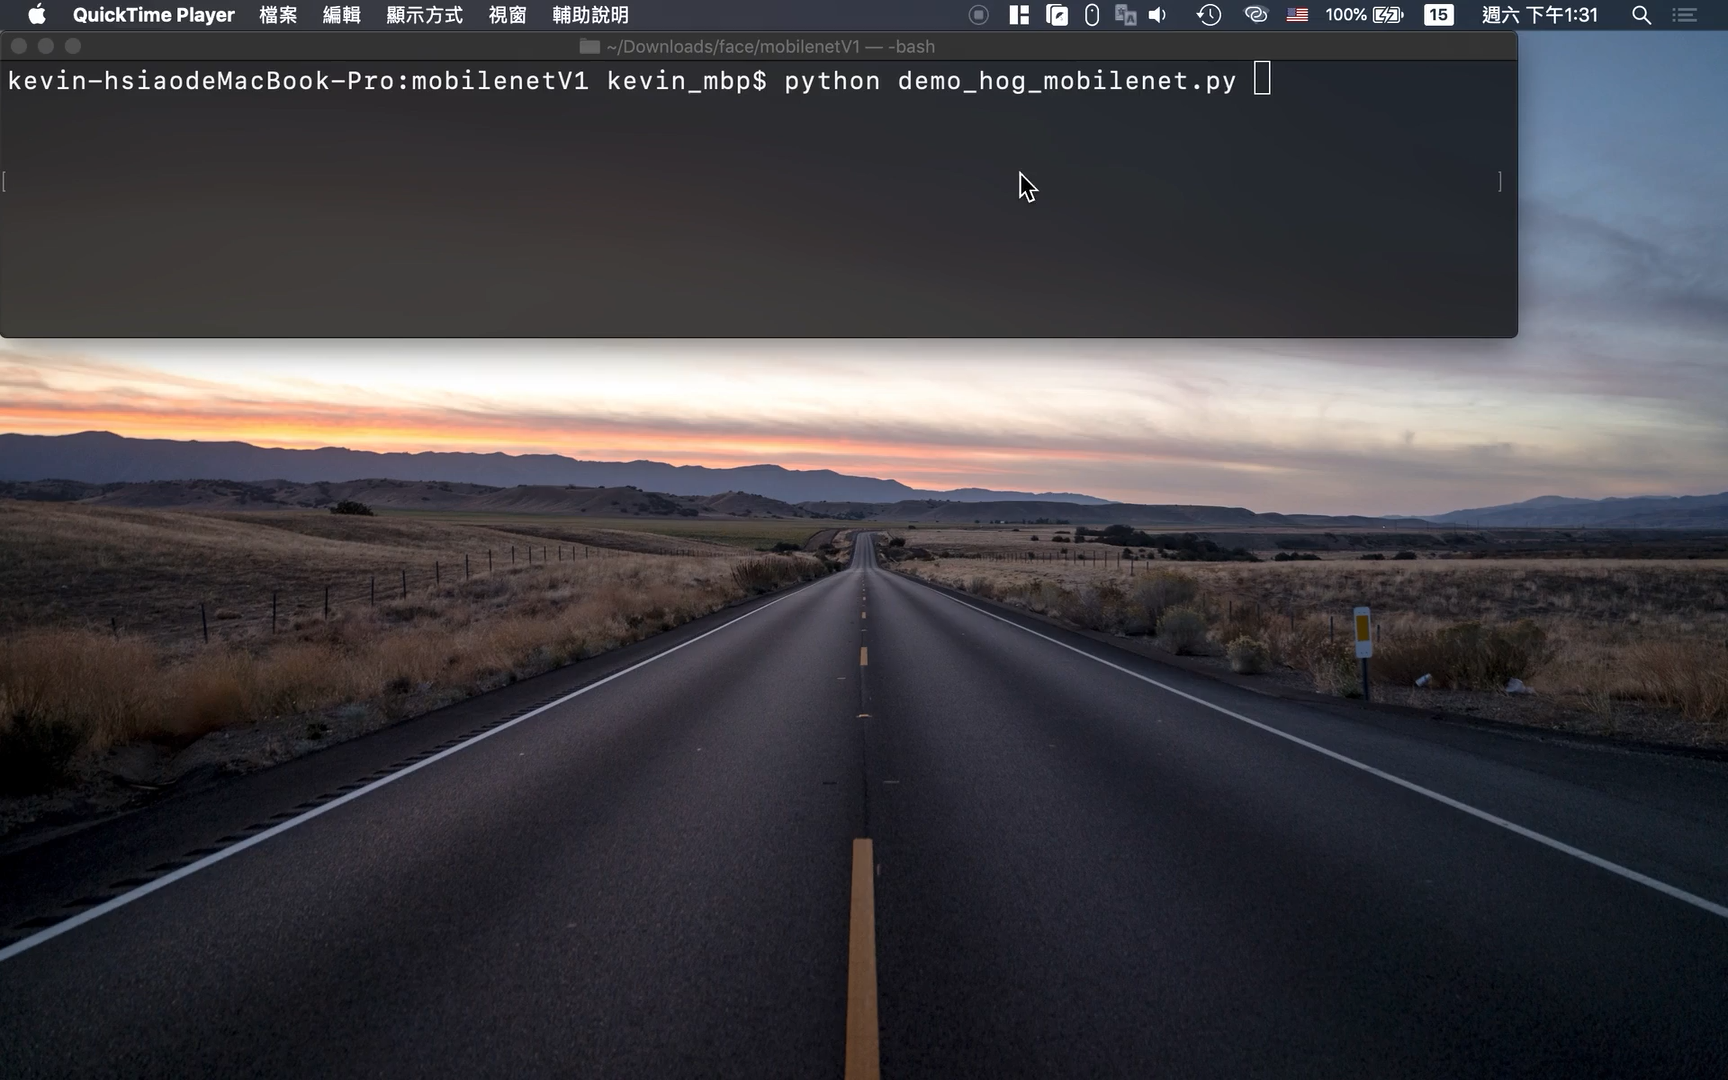 QuickTime Player 檔案 編輯 顯示方式 視窗 輔助說明 100% 15 週六 下午1:31
~/Downloads/face/mobilenetV1 — -bash
kevin-hsiaodeMacBook-Pro:mobilenetV1 kevin_mbp$ python demo_hog_mobilenet.py
[ ]